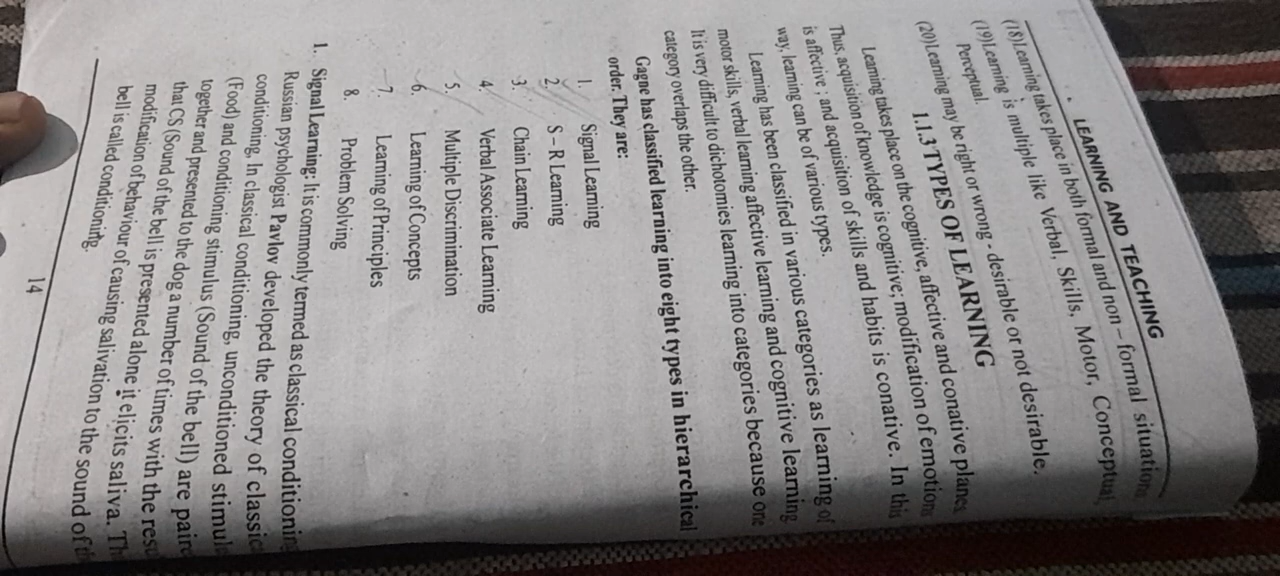 LEARNING AND TEACHING
(18)Learning takes place in both formal and non – formal situations
(19)Learning is multiple like Verbal, Skills, Motor, Conceptual,
Perceptual.
(20)Learning may be right or wrong - desirable or not desirable.
1.1.3 TYPES OF LEARNING
Learning takes place on the cognitive, affective and conative planes.
Thus, acquisition of knowledge is cognitive; modification of emotions
is affective ; and acquisition of skills and habits is conative. In this
way, learning can be of various types.
Learning has been classified in various categories as learning of
motor skills, verbal learning affective learning and cognitive learning
It is very difficult to dichotomies learning into categories because one
category overlaps the other.
Gagne has classified learning into eight types in hierarchical
order. They are:
1. Signal Learning
2. S – R Learning
3. Chain Learning
4. Verbal Associate Learning
5. Multiple Discrimination
6. Learning of Concepts
7. Learning of Principles
8. Problem Solving
1. Signal Learning: It is commonly termed as classical conditioning
Russian psychologist Pavlov developed the theory of classic
conditioning. In classical conditioning, unconditioned stimul
(Food) and conditioning stimulus (Sound of the bell) are paire
together and presented to the dog a number of times with the resu
that CS (Sound of the bell is presented alone it elicits saliva. Th
modification of behaviour of causing salivation to the sound of th
bell is called conditioning.
14